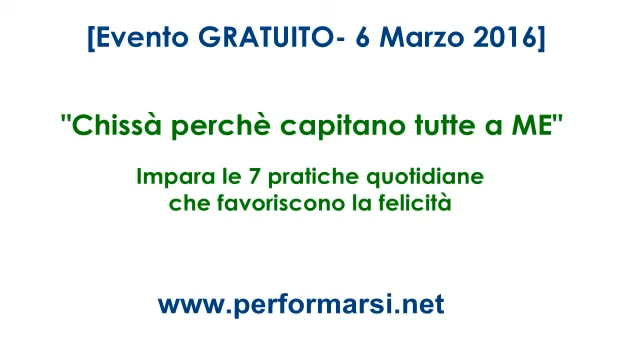 [Evento GRATUITO- 6 Marzo 2016]
"Chissà perchè capitano tutte a ME"
Impara le 7 pratiche quotidiane
che favoriscono la felicità
www.performarsi.net